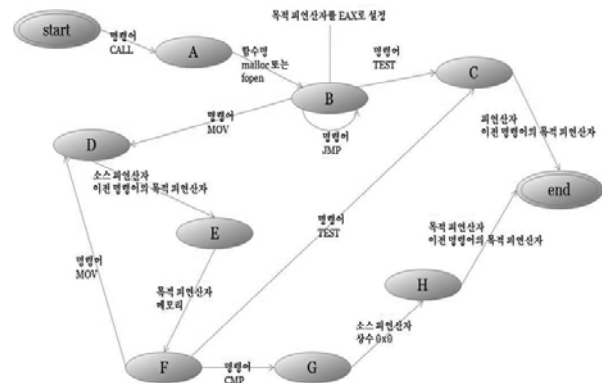 목적 피연산자를 EAX로 설정
start
명령어
CALL
A
함수명
malloc 또는
fopen
B
명령어
TEST
C
명령어
MOV
명령어
JMP
D
소스 피연산자
이전 명령어의 목적 피연산자
피연산자
이전 명령어의 목적 피연산자
end
E
명령어
TEST
목적 피연산자
이전 명령어의 목적 피연산자
명령어
MOV
목적 피연산자
메모리
H
소스 피연산자
상수 0x0
F
명령어
CMP
G